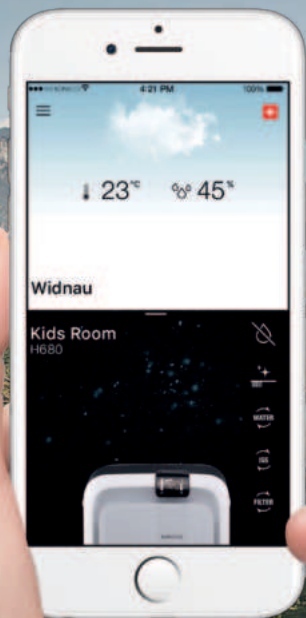 4:21 PM
100%
23°C
45%
Widnau
Kids Room
H680
WATER
ISS
FILTER